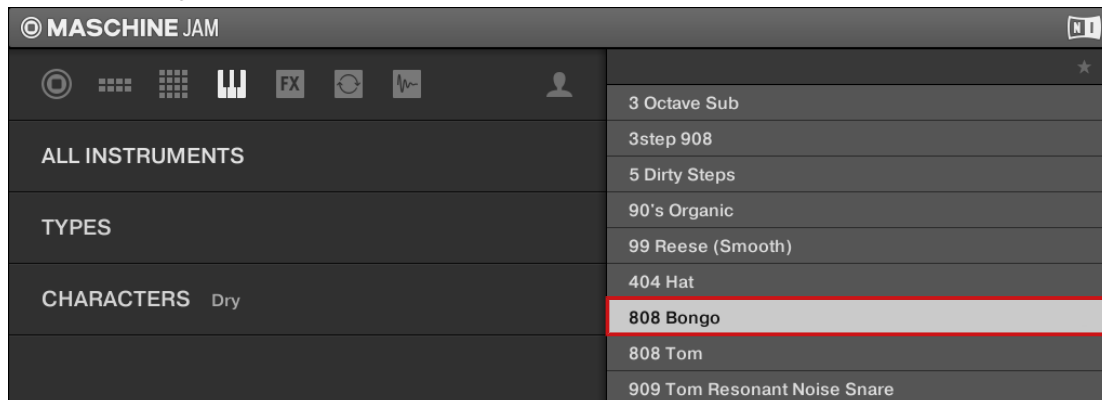 MASCHINE JAM
NI
FX
ALL INSTRUMENTS
TYPES
CHARACTERS Dry
3 Octave Sub
3step 908
5 Dirty Steps
90's Organic
99 Reese (Smooth)
404 Hat
808 Bongo
808 Tom
909 Tom Resonant Noise Snare